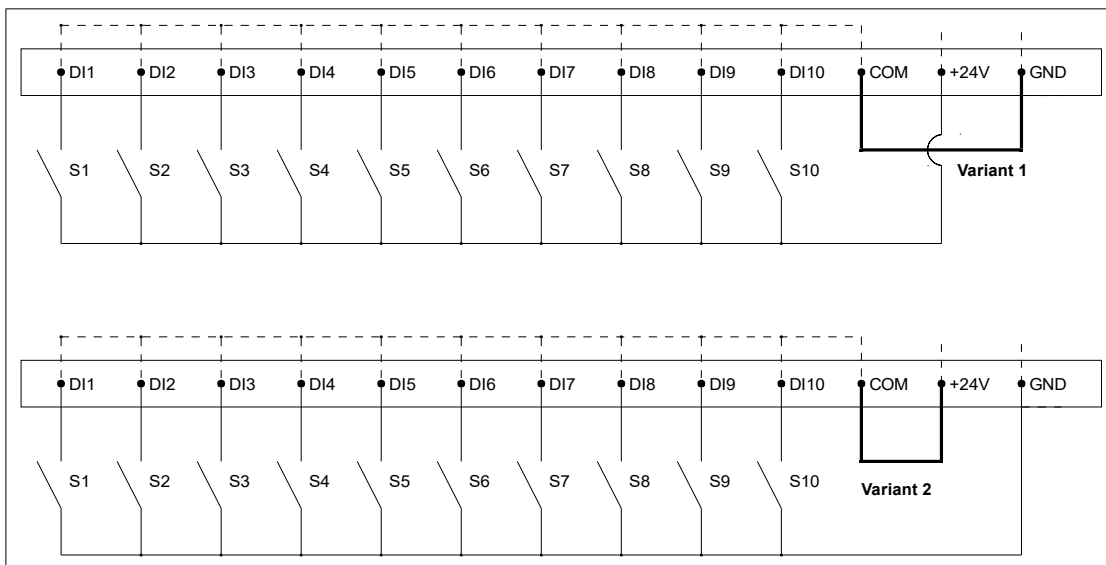 DI1 DI2 DI3 DI4 DI5 DI6 DI7 DI8 DI9 DI10 COM +24V GND
S1 S2 S3 S4 S5 S6 S7 S8 S9 S10 Variant 1
DI1 DI2 DI3 DI4 DI5 DI6 DI7 DI8 DI9 DI10 COM +24V GND
S1 S2 S3 S4 S5 S6 S7 S8 S9 S10
Variant 2